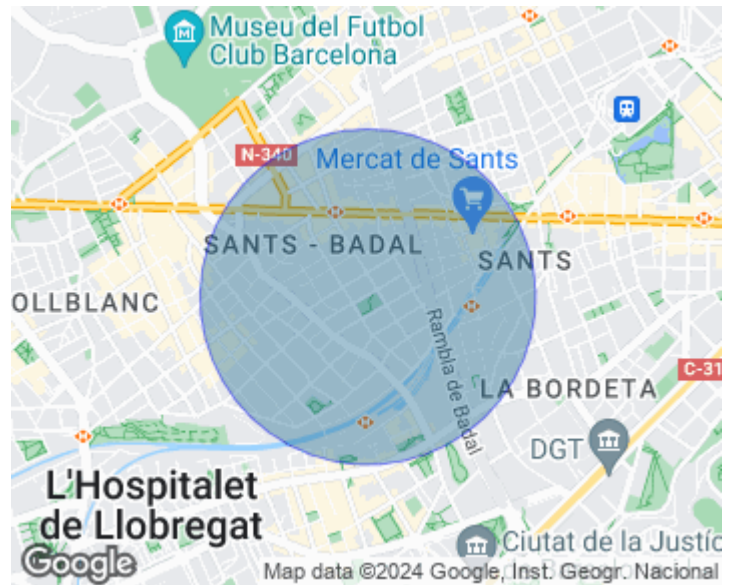 Museu del Futbol
Club Barcelona
N-340
Mercat de Sants
SANTS - BADAL
SANTS
OLLBLANC
Rambla de Badal
C-31
LA BORDETA
DGT
L'Hospitalet
de Llobregat
Ciutat de la Justíc
Google
Map data ©2024 Google, Inst. Geogr. Nacional